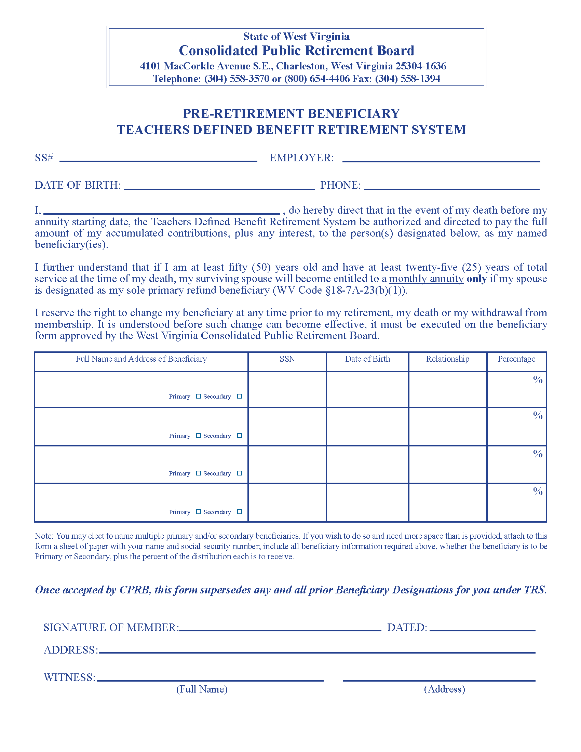 State of West Virginia
Consolidated Public Retirement Board
4101 MacCorkle Avenue S.E., Charleston, West Virginia 25304-1636
Telephone: (304) 558-3570 or (800) 654-4406 Fax: (304) 558-1394
PRE-RETIREMENT BENEFICIARY
TEACHERS DEFINED BENEFIT RETIREMENT SYSTEM
SS# EMPLOYER:
DATE OF BIRTH: PHONE:
I, , do hereby direct that in the event of my death before my
annuity starting date, the Teachers Defined Benefit Retirement System be authorized and directed to pay the full
amount of my accumulated contributions, plus any interest, to the person(s) designated below, as my named
beneficiary(ies).
I further understand that if I am at least fifty (50) years old and have at least twenty-five (25) years of total
service at the time of my death, my surviving spouse will become entitled to a monthly annuity only if my spouse
is designated as my sole primary refund beneficiary (WV Code §18-7A-23(b)(1)).
I reserve the right to change my beneficiary at any time prior to my retirement, my death or my withdrawal from
membership. It is understood before such change can become effective, it must be executed on the beneficiary
form approved by the West Virginia Consolidated Public Retirement Board.
Full Name and Address of Beneficiary SSN Date of Birth Relationship Percentage
%
Primary ☐ Secondary ☐
%
Primary ☐ Secondary ☐
%
Primary ☐ Secondary ☐
%
Primary ☐ Secondary ☐
Note: You may elect to name multiple primary and/or secondary beneficiaries. If you wish to do so and need more space than is provided, attach to this
form a sheet of paper with your name and social security number; include all beneficiary information required above, whether the beneficiary is to be
Primary or Secondary, plus the percent of the distribution each is to receive.
Once accepted by CPRB, this form supersedes any and all prior Beneficiary Designations for you under TRS.
SIGNATURE OF MEMBER: DATED:
ADDRESS:
WITNESS:
(Full Name) (Address)